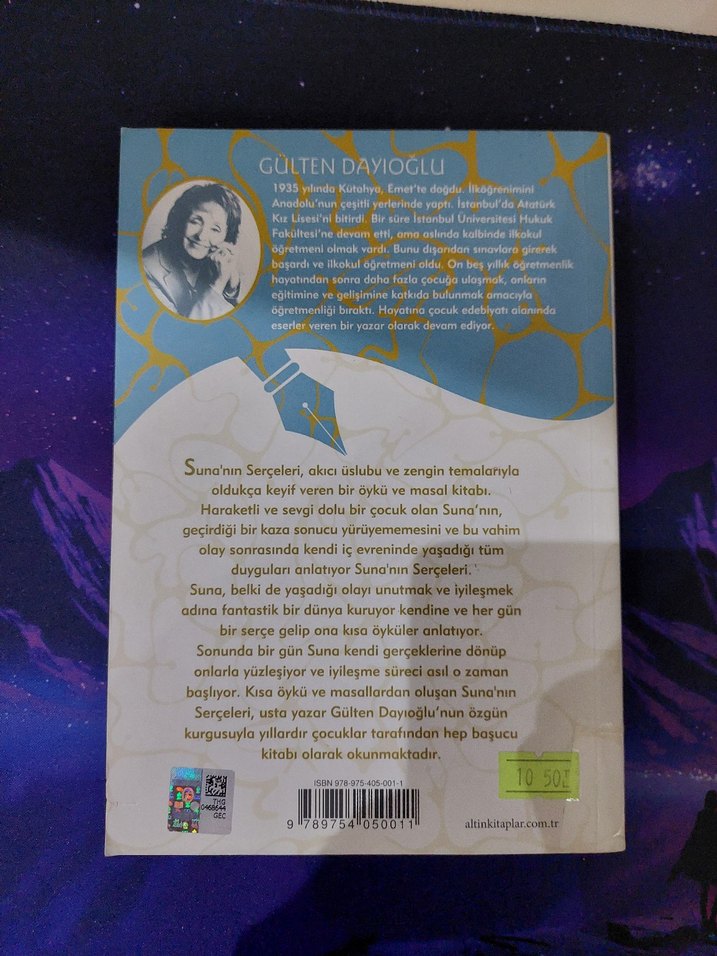 GÜLTEN DAYIOĞLU
1935 yılında Kütahya, Emet'te doğdu. İlköğrenimini
Anadolu'nun çeşitli yerlerinde yaptı. İstanbul'da Atatürk
Kız Lisesi'ni bitirdi. Bir süre İstanbul Üniversitesi Hukuk
Fakültesi'ne devam etti, ama aslında kalbinde ilkokul
öğretmeni olmak vardı. Bunu dışarıdan sınavlara girerek
başardı ve ilkokul öğretmeni oldu. On beş yıllık öğretmenlik
hayatından sonra daha fazla çocuğa ulaşmak, onların
eğitimine ve gelişimine katkıda bulunmak amacıyla
öğretmenliği bıraktı. Hayatına çocuk edebiyatı alanında
eserler veren bir yazar olarak devam ediyor.
Suna'nın Serçeleri, akıcı üslubu ve zengin temalarıyla
oldukça keyif veren bir öykü ve masal kitabı.
Haraketli ve sevgi dolu bir çocuk olan Suna'nın,
geçirdiği bir kaza sonucu yürüyememesini ve bu vahim
olay sonrasında kendi iç evreninde yaşadığı tüm
duyguları anlatıyor Suna'nın Serçeleri.
Suna, belki de yaşadığı olayı unutmak ve iyileşmek
adına fantastik bir dünya kuruyor kendine ve her gün
bir serçe gelip ona kısa öyküler anlatıyor.
Sonunda bir gün Suna kendi gerçeklerine dönüp
onlarla yüzleşiyor ve iyileşme süreci asıl o zaman
başlıyor. Kısa öykü ve masallardan oluşan Suna'nın
Serçeleri, usta yazar Gülten Dayıoğlu'nun özgün
kurgusuyla yıllardır çocuklar tarafından hep başucu
kitabı olarak okunmaktadır.
10 50
ISBN 978-975-405-001-1
THG
0468644
GEC
9 789754 050011
altinkitaplar.com.tr